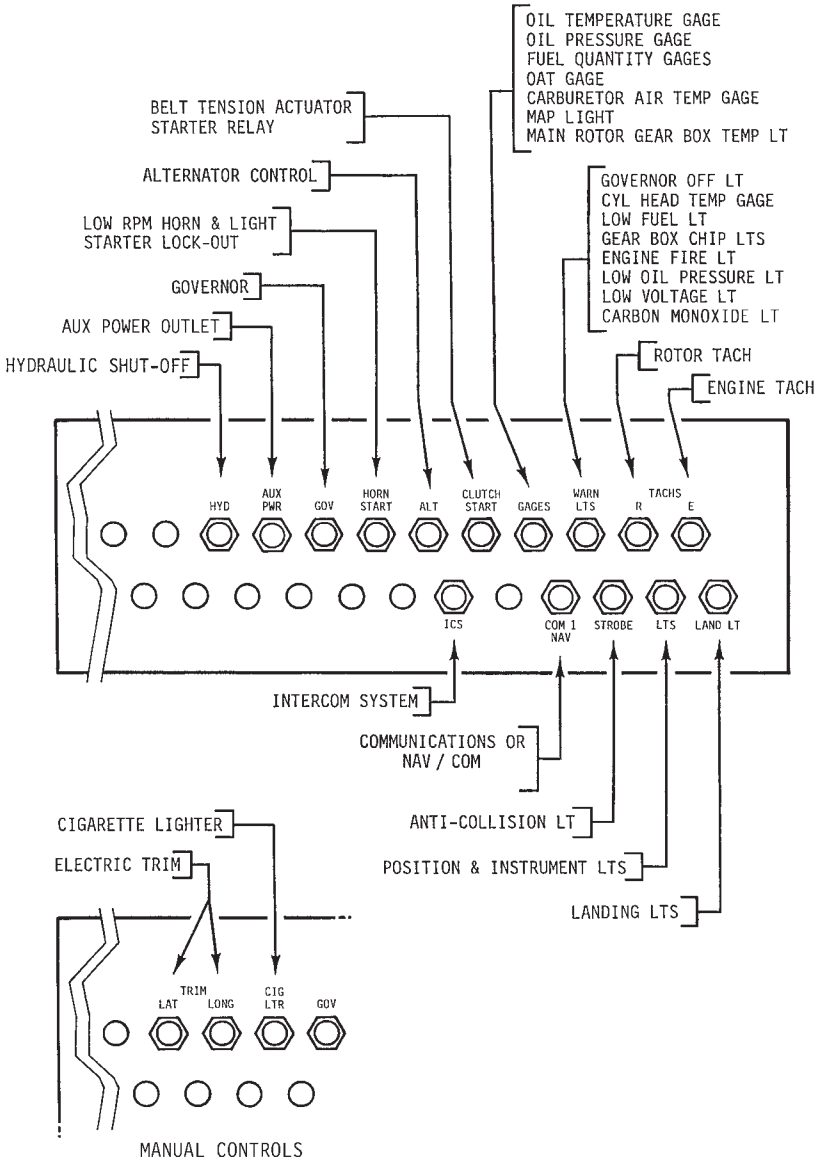 OIL TEMPERATURE GAGE
OIL PRESSURE GAGE
FUEL QUANTITY GAGES
OAT GAGE
CARBURETOR AIR TEMP GAGE
MAP LIGHT
MAIN ROTOR GEAR BOX TEMP LT
BELT TENSION ACTUATOR
STARTER RELAY
ALTERNATOR CONTROL
LOW RPM HORN & LIGHT
STARTER LOCK-OUT
GOVERNOR
AUX POWER OUTLET
HYDRAULIC SHUT-OFF
GOVERNOR OFF LT
CYL HEAD TEMP GAGE
LOW FUEL LT
GEAR BOX CHIP LTS
ENGINE FIRE LT
LOW OIL PRESSURE LT
LOW VOLTAGE LT
CARBON MONOXIDE LT
ROTOR TACH
ENGINE TACH
HYD
AUX
PWR
GOV
HORN
START
ALT
CLUTCH
START
GAGES
WARN
LTS
TACHS
R
E
ICS
COM 1
NAV
STROBE
LTS
LAND LT
INTERCOM SYSTEM
COMMUNICATIONS OR
NAV / COM
ANTI-COLLISION LT
POSITION & INSTRUMENT LTS
LANDING LTS
CIGARETTE LIGHTER
ELECTRIC TRIM
TRIM
LAT
LONG
CIG
LTR
GOV
MANUAL CONTROLS